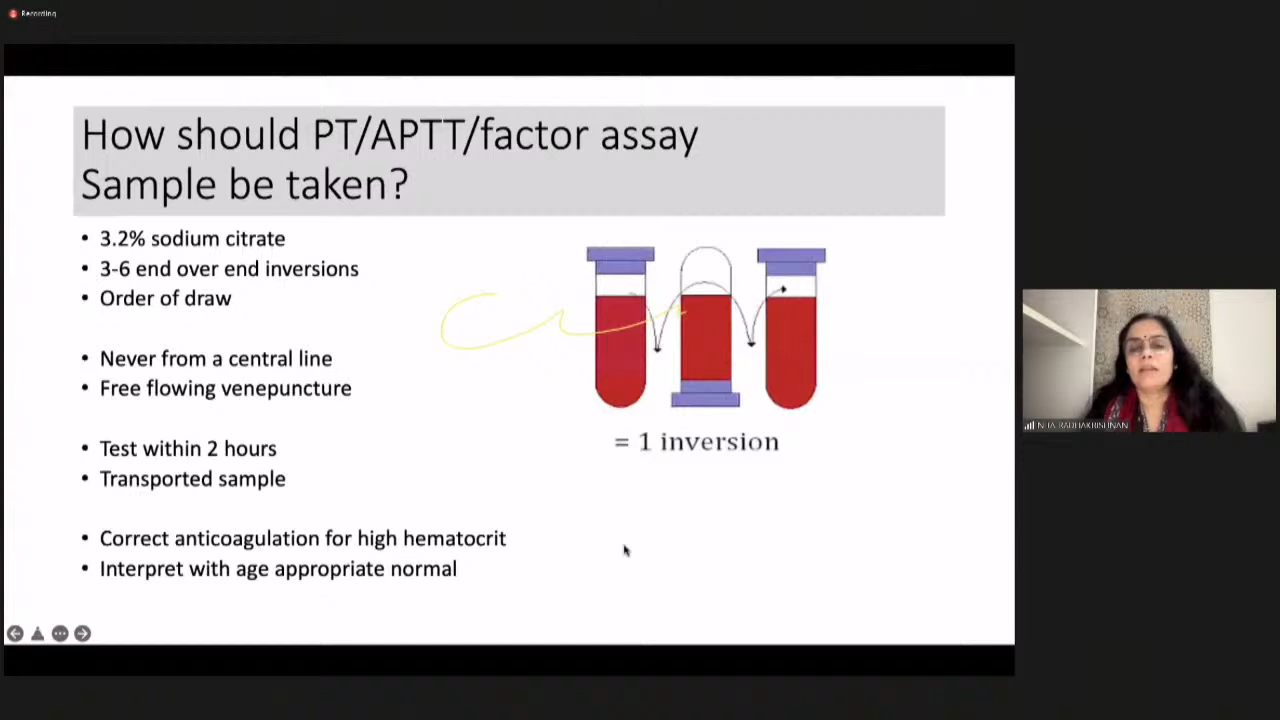 Recording
How should PT/APTT/factor assay
Sample be taken?
• 3.2% sodium citrate
• 3-6 end over end inversions
• Order of draw
• Never from a central line
• Free flowing venepuncture
• Test within 2 hours
• Transported sample
• Correct anticoagulation for high hematocrit
• Interpret with age appropriate normal
= 1 inversion
NITA RADHAKRISHNAN